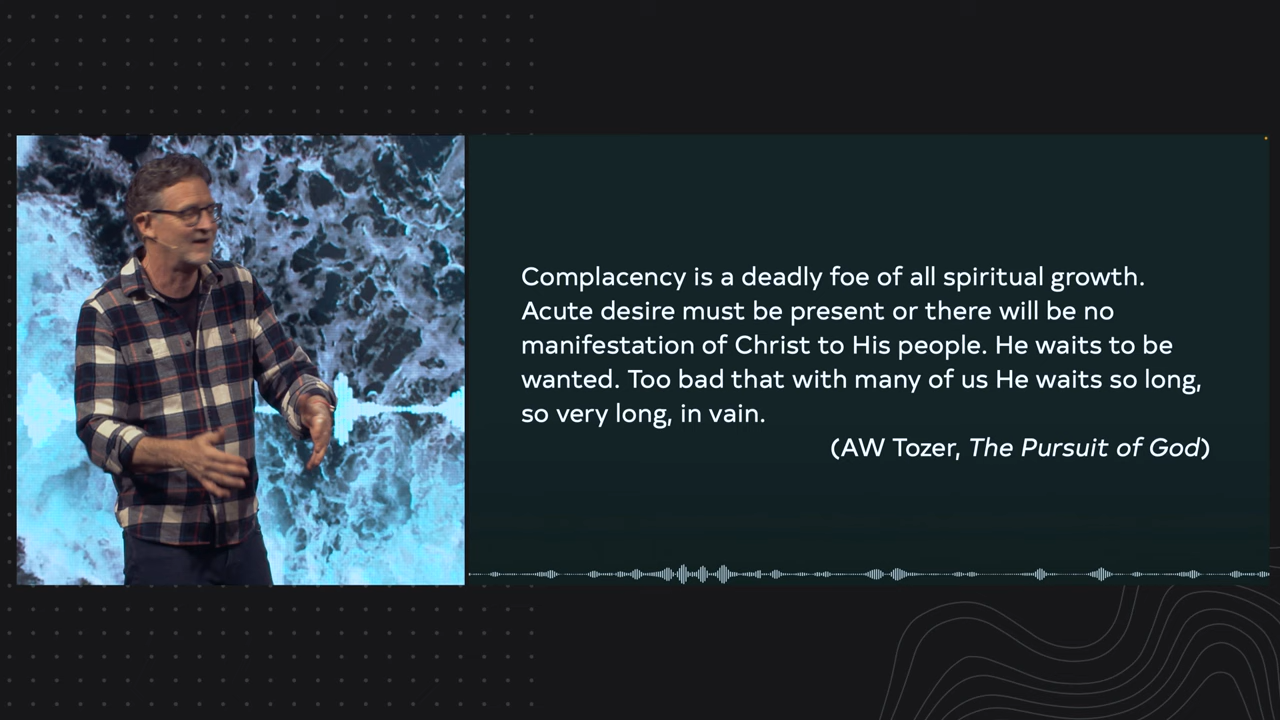 Complacency is a deadly foe of all spiritual growth.
Acute desire must be present or there will be no
manifestation of Christ to His people. He waits to be
wanted. Too bad that with many of us He waits so long,
so very long, in vain.
(AW Tozer, The Pursuit of God)